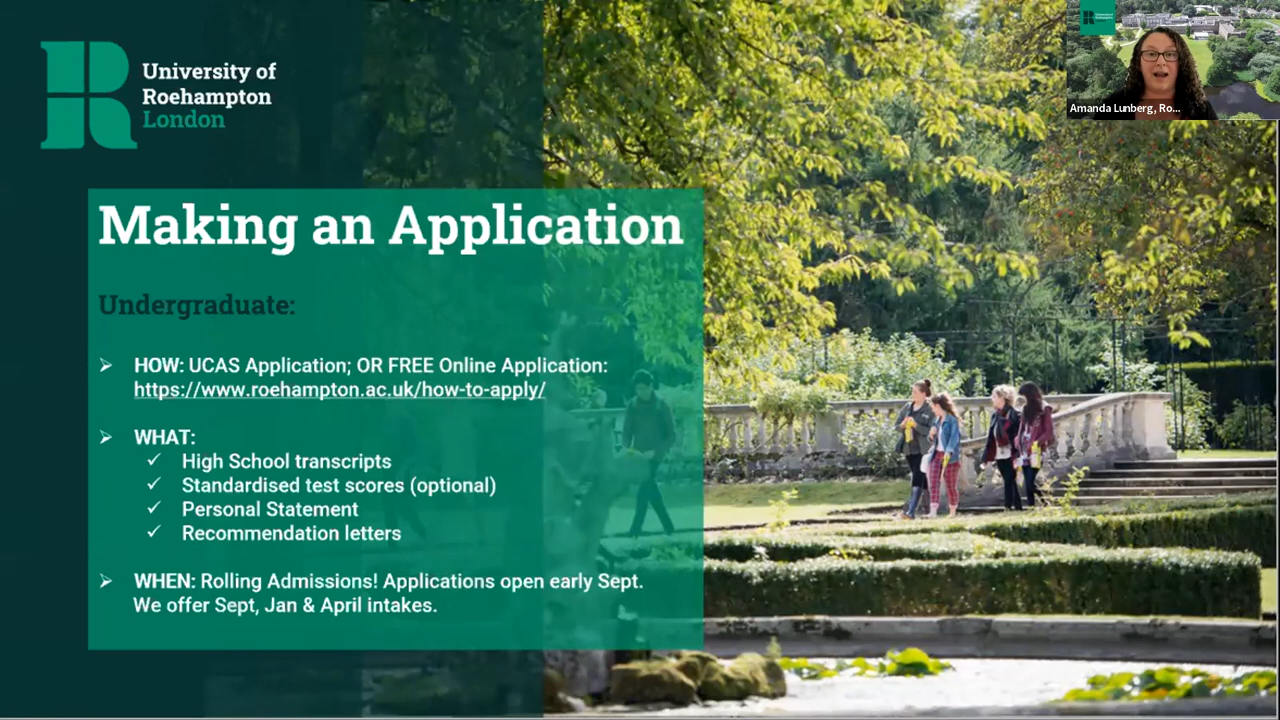 University of
Roehampton
London
Amanda Lunberg, Ro...
Making an Application
Undergraduate:
HOW: UCAS Application; OR FREE Online Application:
https://www.roehampton.ac.uk/how-to-apply/
WHAT:
High School transcripts
Standardised test scores (optional)
Personal Statement
Recommendation letters
WHEN: Rolling Admissions! Applications open early Sept.
We offer Sept, Jan & April intakes.